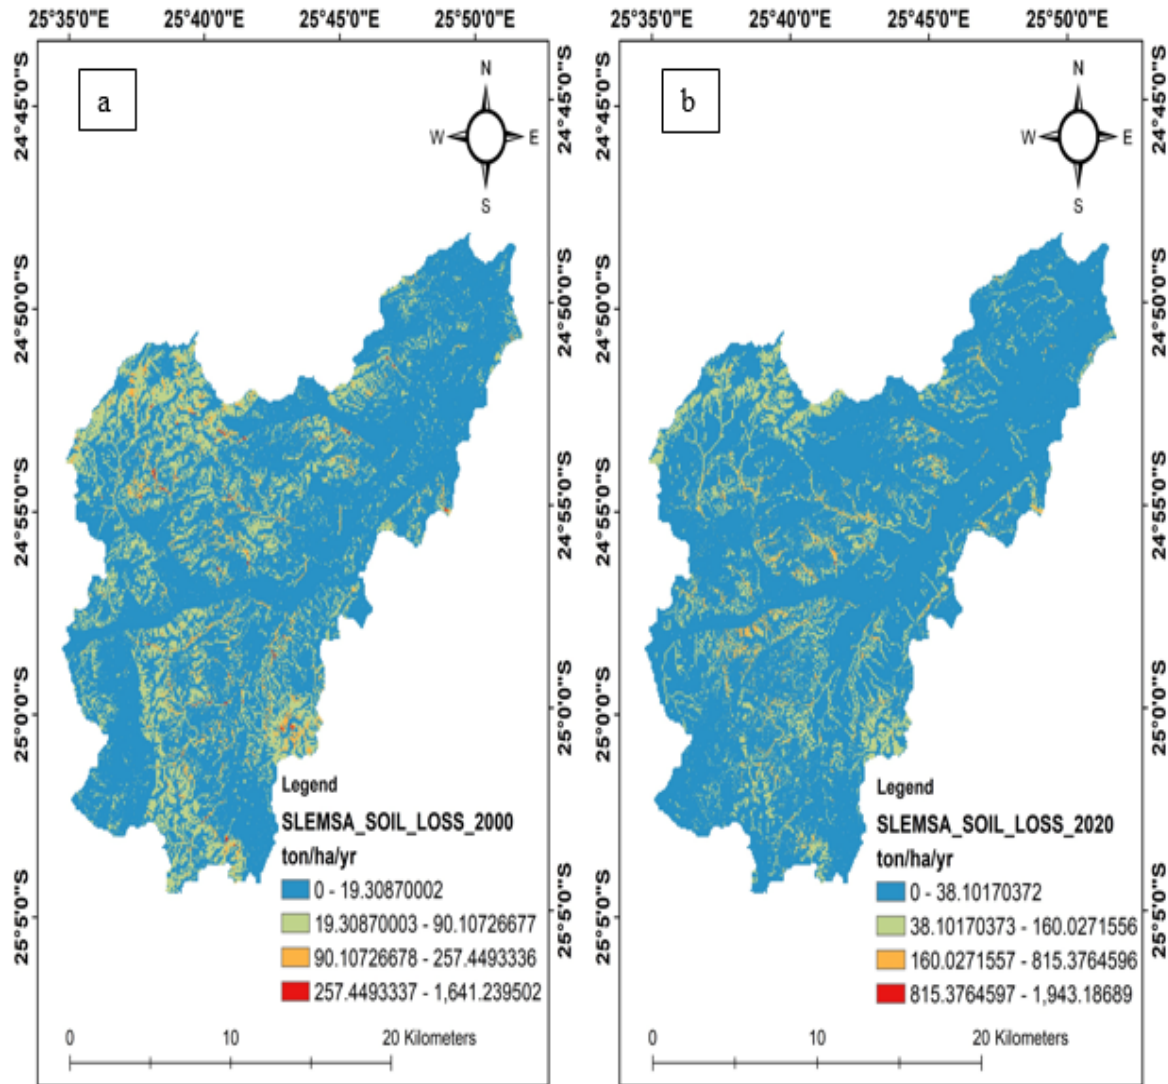 25°35'0"E 25°40'0"E 25°45'0"E 25°50'0"E
a
N
W E
S
24°45'0"S
24°50'0"S
24°55'0"S
25°0'0"S
25°5'0"S
24°45'0"S
24°50'0"S
24°55'0"S
25°0'0"S
25°5'0"S
Legend
SLEMSA_SOIL_LOSS_2000
ton/ha/yr
0 - 19.30870002
19.30870003 - 90.10726677
90.10726678 - 257.4493336
257.4493337 - 1,641.239502
0 10 20 Kilometers
25°35'0"E 25°40'0"E 25°45'0"E 25°50'0"E
b
N
W E
S
24°45'0"S
24°50'0"S
24°55'0"S
25°0'0"S
25°5'0"S
24°45'0"S
24°50'0"S
24°55'0"S
25°0'0"S
25°5'0"S
Legend
SLEMSA_SOIL_LOSS_2020
ton/ha/yr
0 - 38.10170372
38.10170373 - 160.0271556
160.0271557 - 815.3764596
815.3764597 - 1,943.18689
0 10 20 Kilometers